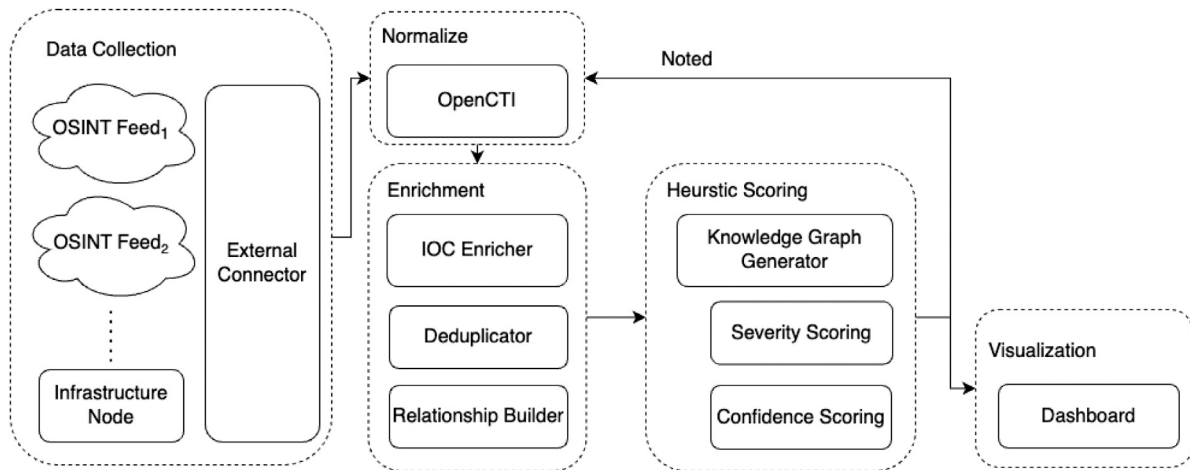 Data Collection
OSINT Feed₁
OSINT Feed₂
Infrastructure
Node
External
Connector
Normalize
OpenCTI
Noted
Enrichment
IOC Enricher
Deduplicator
Relationship Builder
Heurstic Scoring
Knowledge Graph
Generator
Severity Scoring
Confidence Scoring
Visualization
Dashboard